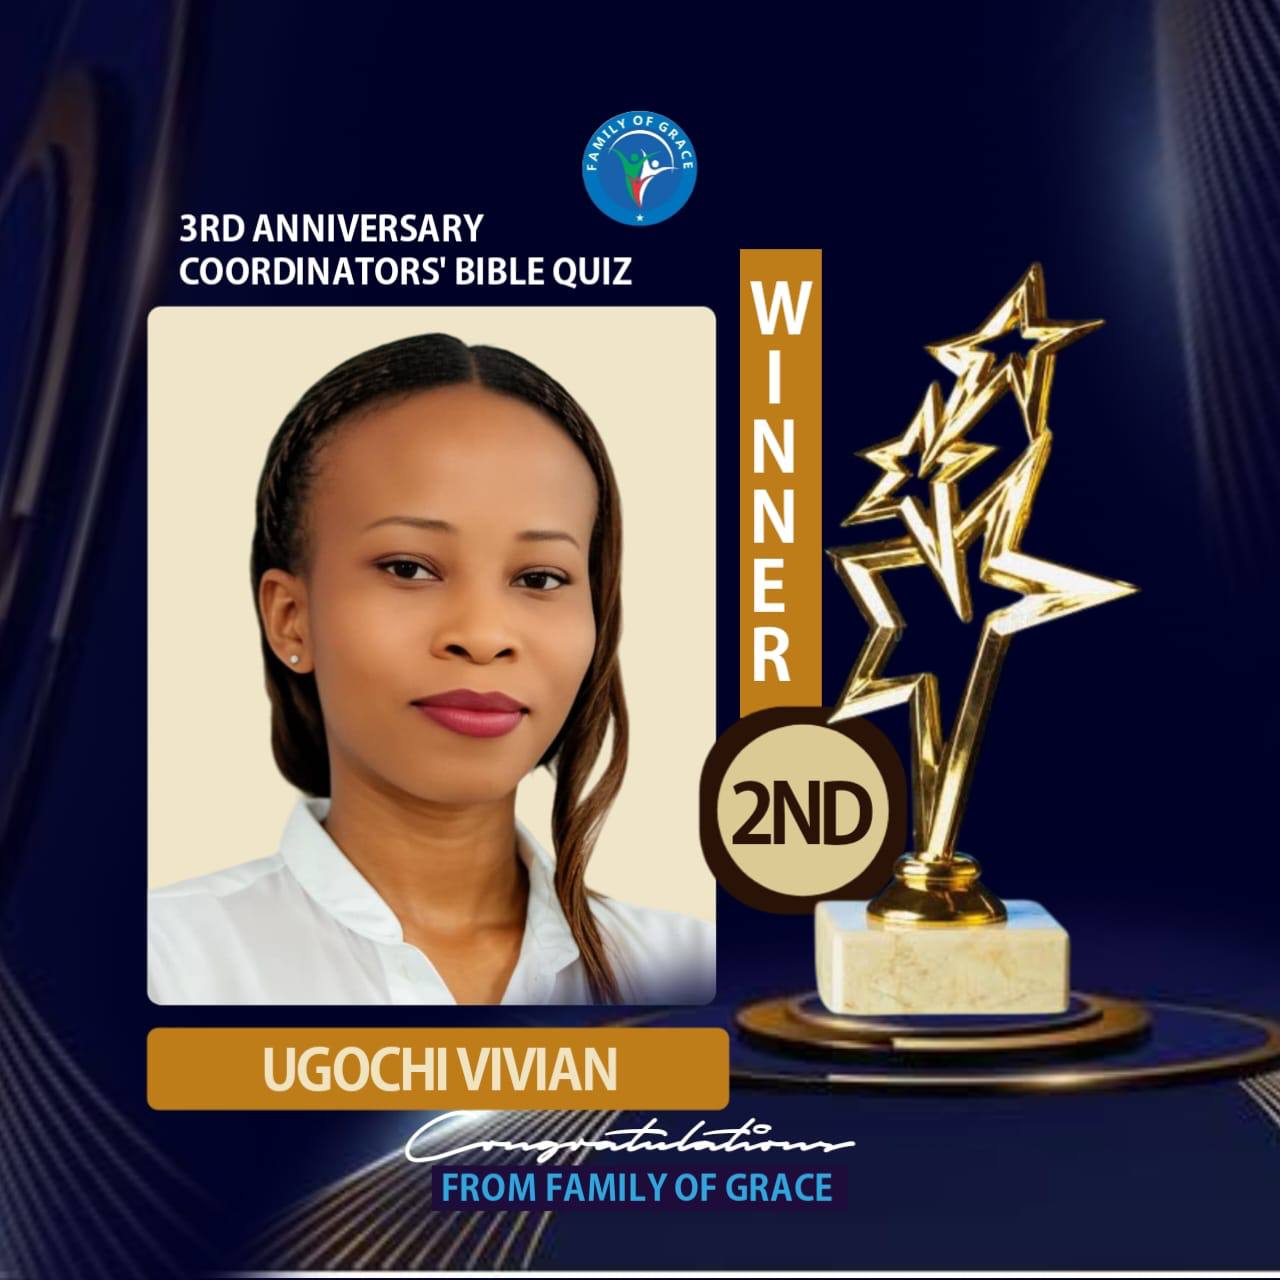 FAMILY OF GRACE
3RD ANNIVERSARY
COORDINATORS' BIBLE QUIZ
WINNER
2ND
UGOCHI VIVIAN
Congratulations
FROM FAMILY OF GRACE